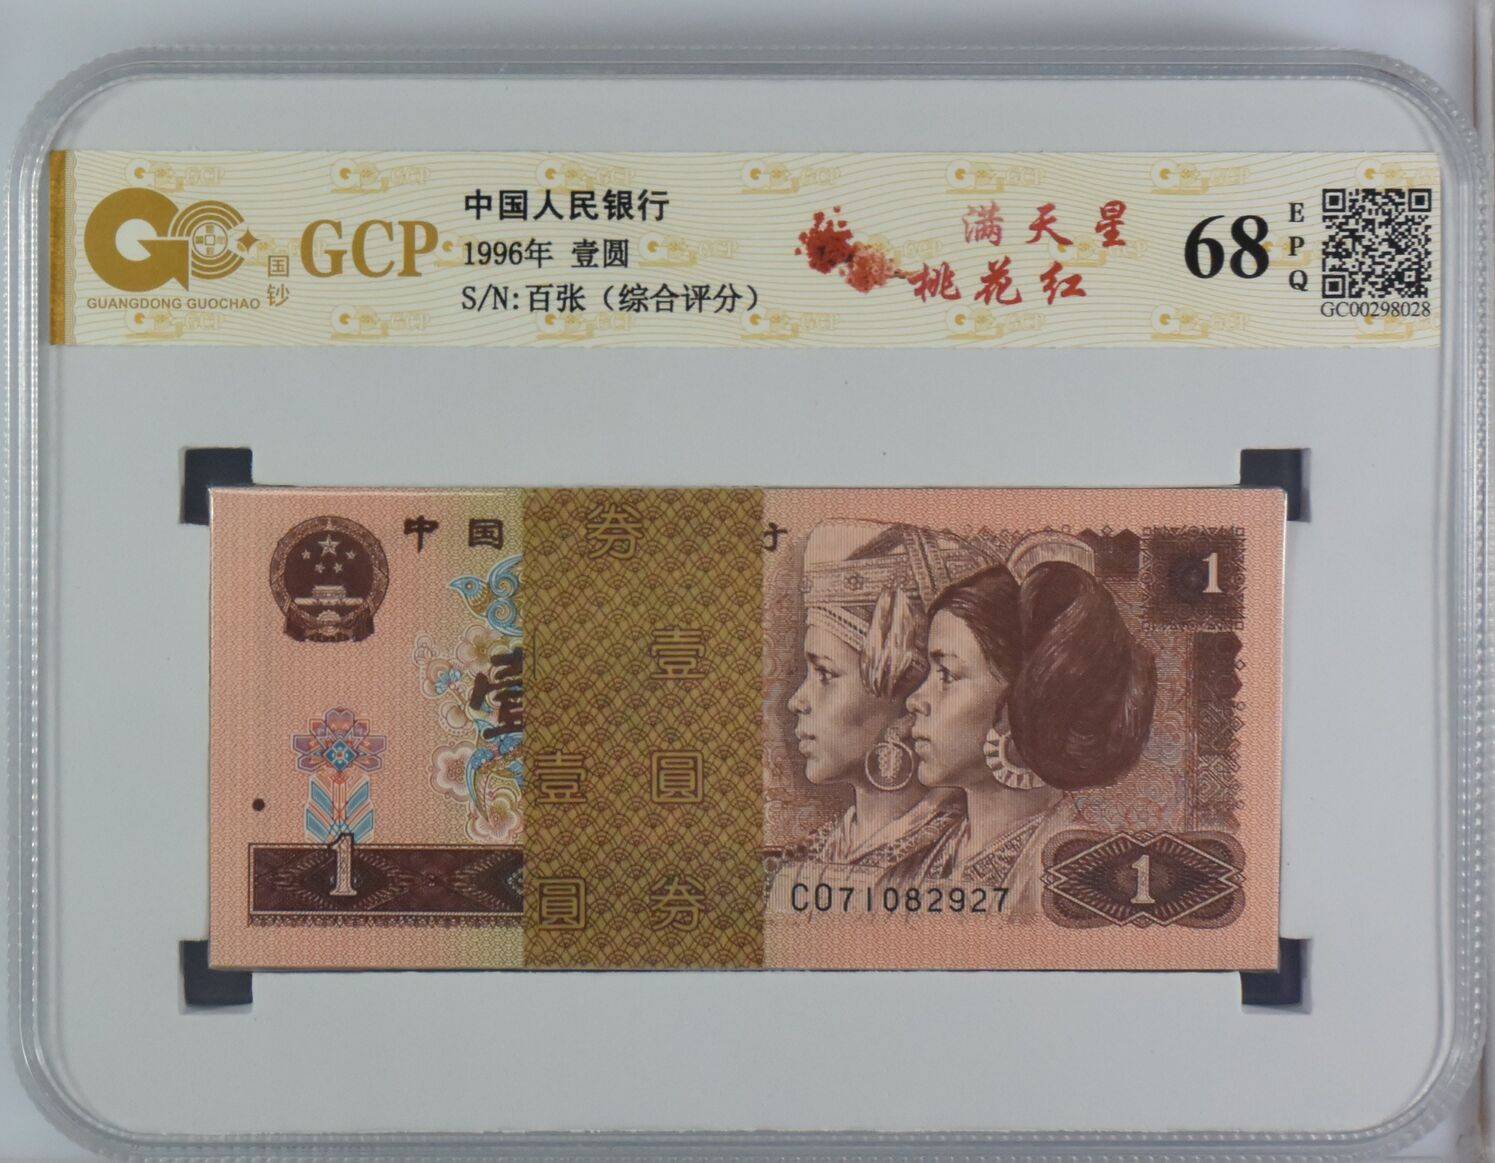 中国人民银行
GCP
1996年 壹圆
S/N:百张（综合评分）
国钞
GUANGDONG GUOCHAO
满天星
桃花红
68
EPQ
GC00298028
中国
1
券
壹圆券
壹圆
C071082927
1
1